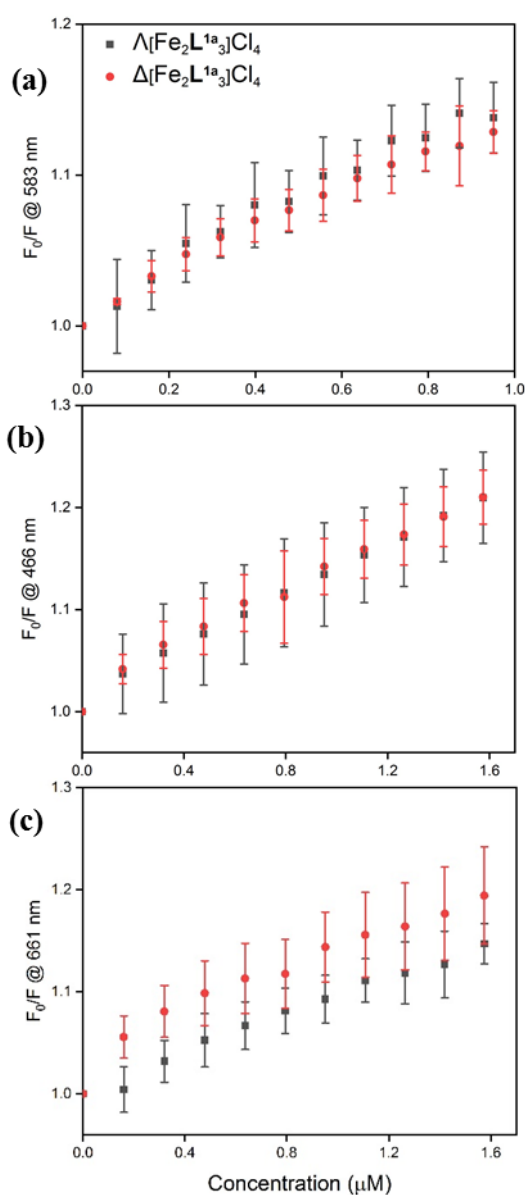 (a)
1.2
1.1
1.0
F₀/F @ 583 nm
Λ[Fe₂L¹ᵃ₃]Cl₄
Δ[Fe₂L¹ᵃ₃]Cl₄
0.0 0.2 0.4 0.6 0.8 1.0
(b)
1.3
1.2
1.1
1.0
F₀/F @ 466 nm
0.0 0.4 0.8 1.2 1.6
(c)
1.3
1.2
1.1
1.0
F₀/F @ 661 nm
0.0 0.4 0.8 1.2 1.6
Concentration (μM)